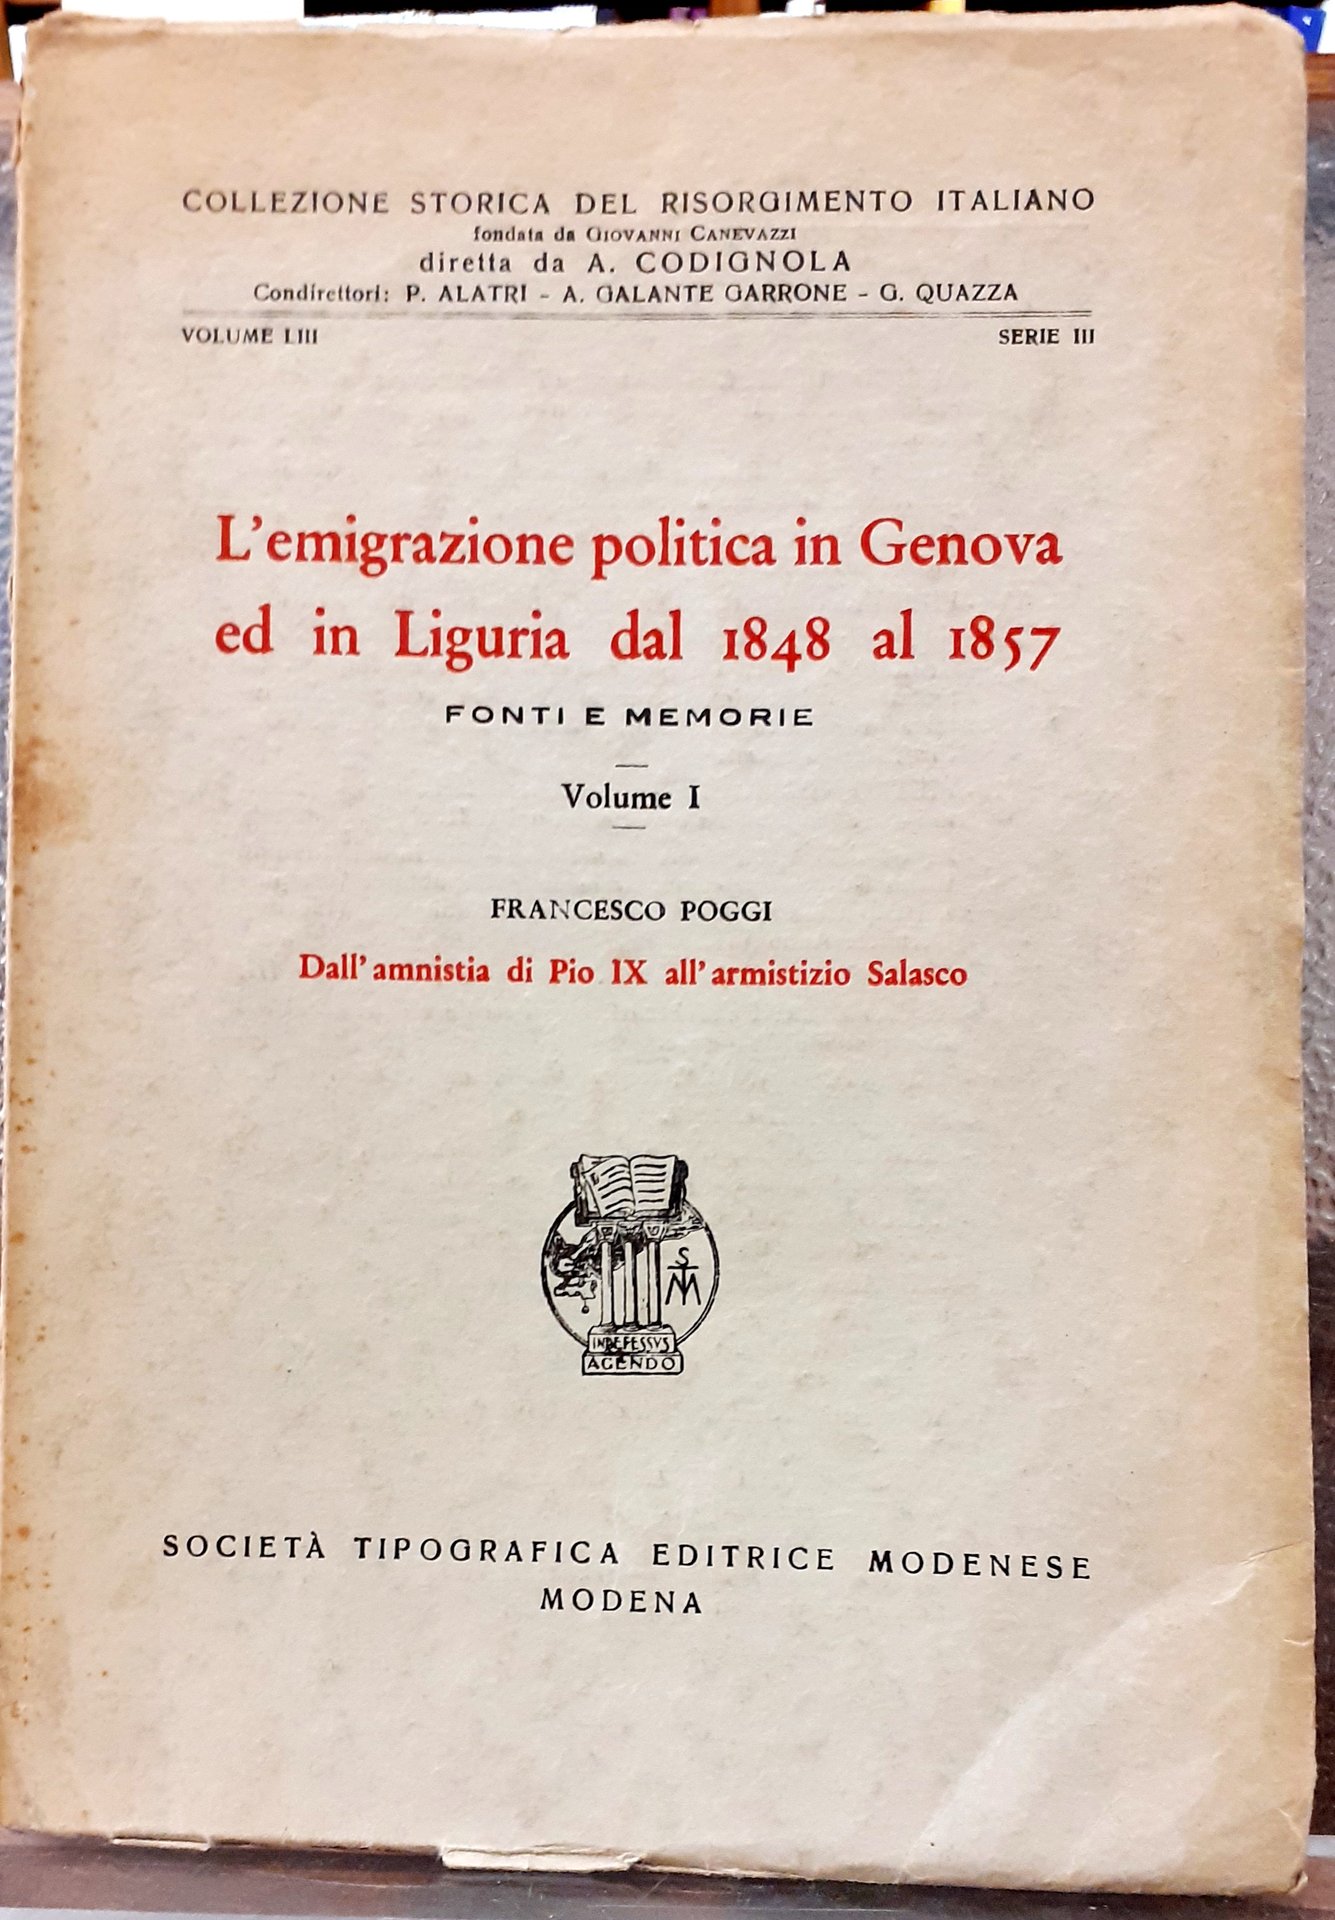 COLLEZIONE STORICA DEL RISORGIMENTO ITALIANO
fondata da GIOVANNI CANEVAZZI
diretta da A. CODIGNOLA
Condirettori: P. ALATRI - A. GALANTE GARRONE - G. QUAZZA
VOLUME LIII
SERIE III
L'emigrazione politica in Genova
ed in Liguria dal 1848 al 1857
FONTI E MEMORIE
Volume I
FRANCESCO POGGI
Dall'amnistia di Pio IX all'armistizio Salasco
S
TM
INDEFESSVS
AGENDO
SOCIETÀ TIPOGRAFICA EDITRICE MODENESE
MODENA